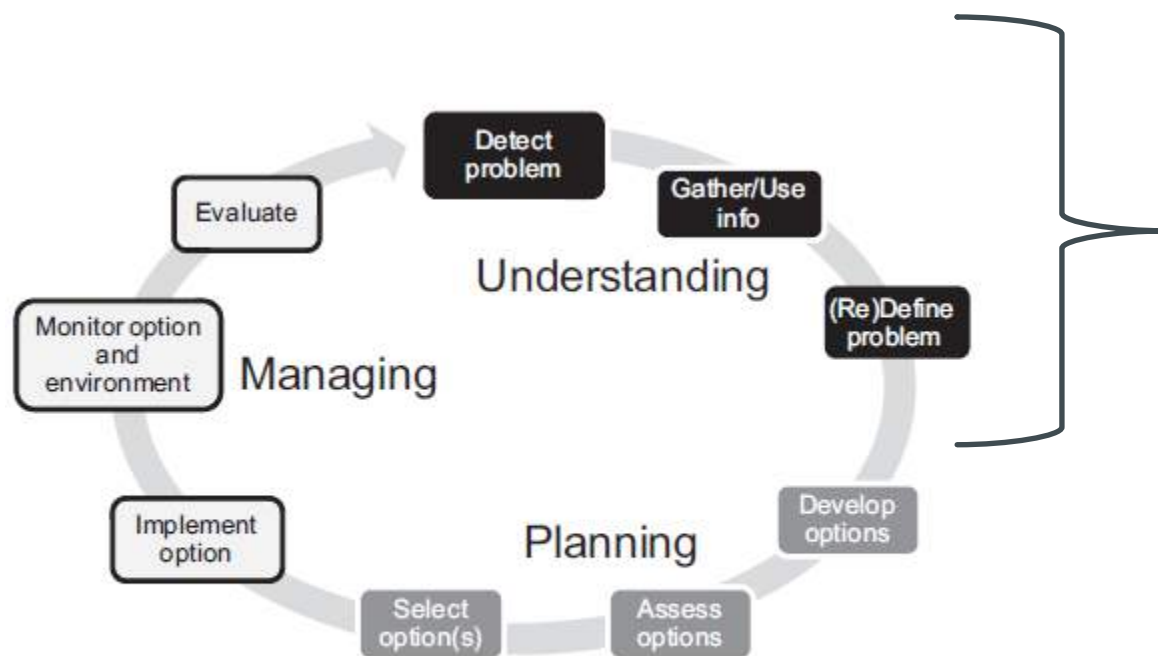 Detect
problem
Gather/Use
info
Understanding
(Re)Define
problem
Develop
options
Planning
Assess
options
Select
option(s)
Implement
option
Managing
Monitor option
and
environment
Evaluate